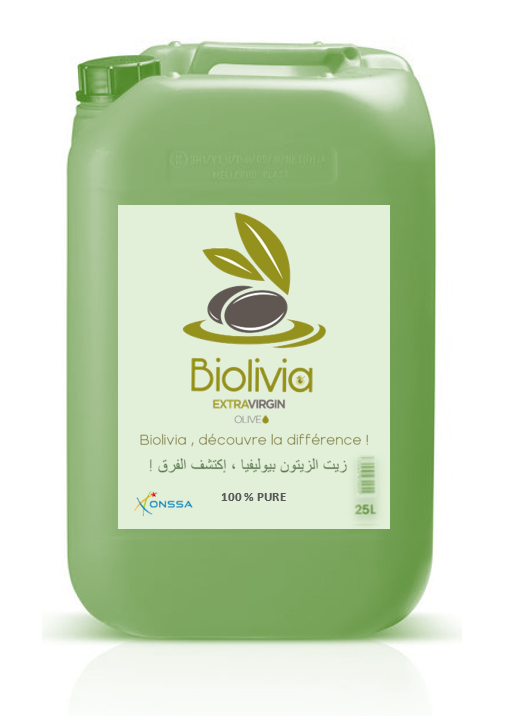 Biolivia
EXTRAVIRGIN
OLIVE
Biolivia , découvre la différence !
زيت الزيتون بيوليفيا ، إكتشف الفرق !
100 % PURE
ONSSA
25L